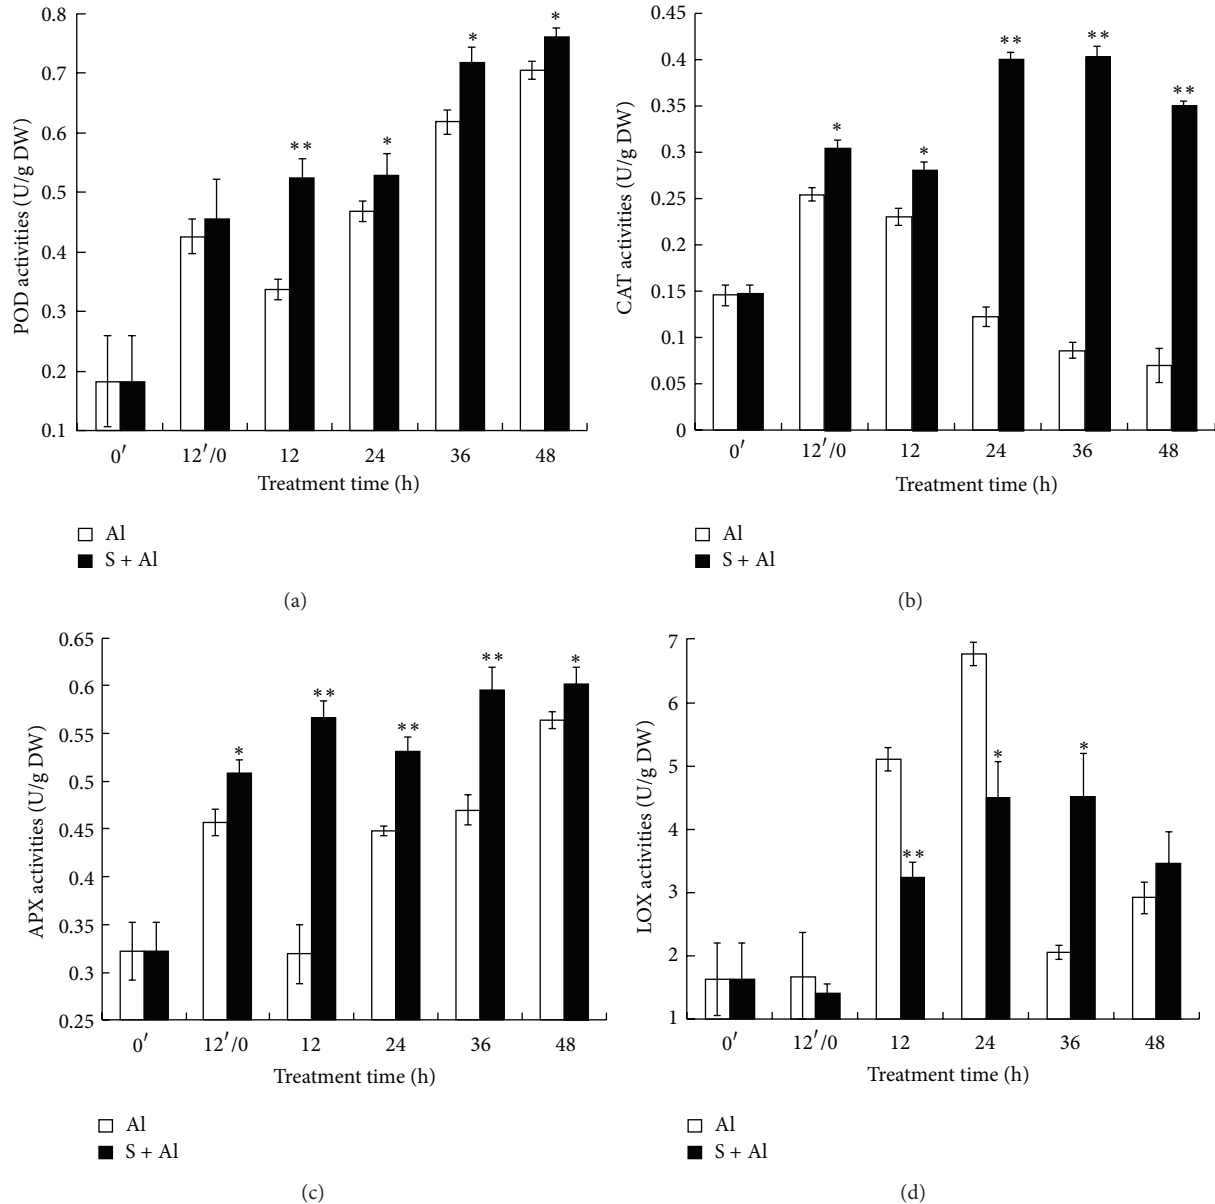 0.8
0.7
0.6
0.5
0.4
0.3
0.2
0.1
POD activities (U/g DW)
* *
*
*
*
0′ 12′/0 12 24 36 48
Treatment time (h)
Al
S + Al
(a)
0.45
0.4
0.35
0.3
0.25
0.2
0.15
0.1
0.05
0
CAT activities (U/g DW)
*
*
**
**
**
0′ 12′/0 12 24 36 48
Treatment time (h)
Al
S + Al
(b)
0.65
0.6
0.55
0.5
0.45
0.4
0.35
0.3
0.25
APX activities (U/g DW)
*
**
**
**
*
0′ 12′/0 12 24 36 48
Treatment time (h)
Al
S + Al
(c)
7
6
5
4
3
2
1
LOX activities (U/g DW)
**
*
*
0′ 12′/0 12 24 36 48
Treatment time (h)
Al
S + Al
(d)